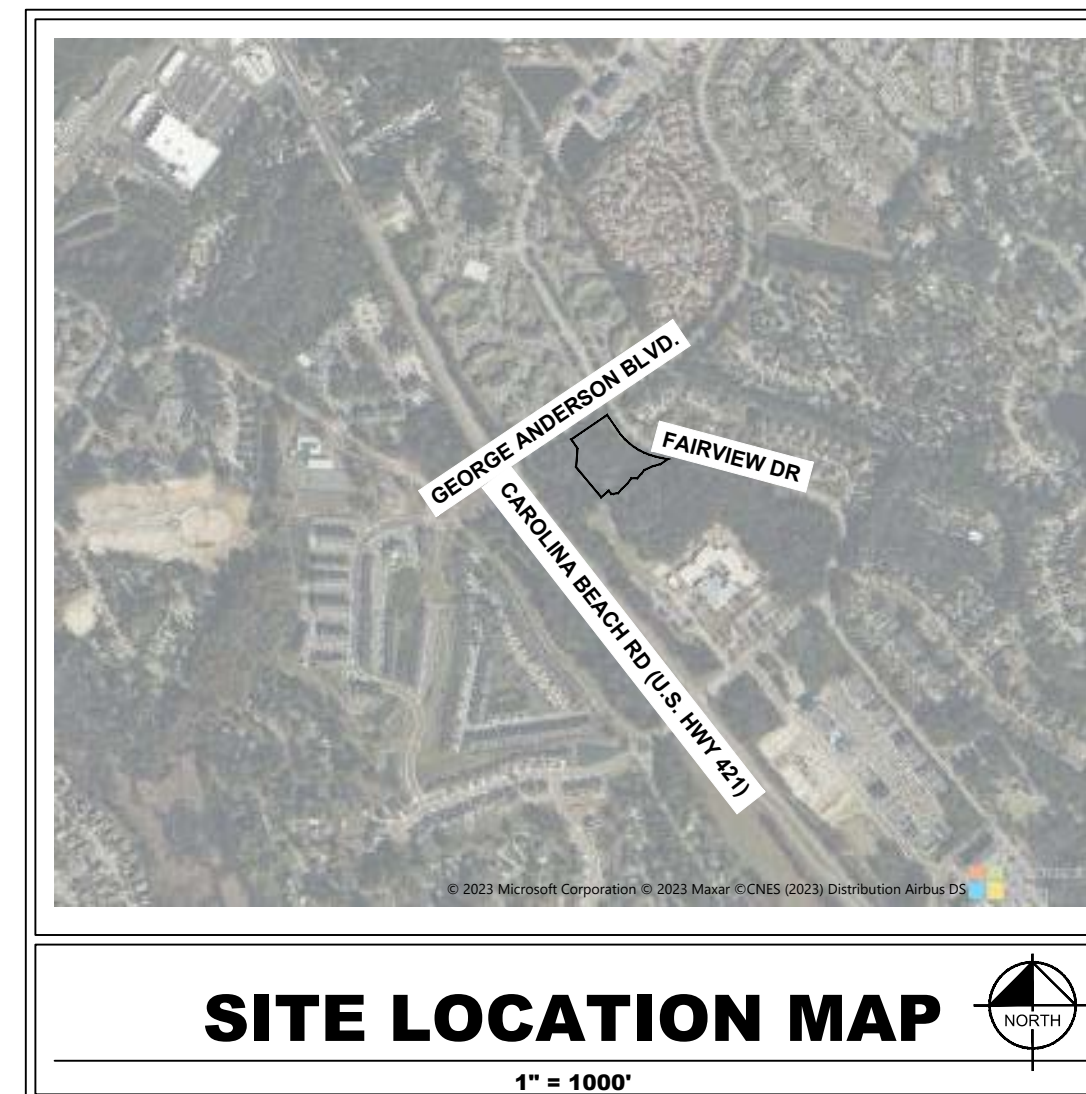 GEORGE ANDERSON BLVD.
FAIRVIEW DR
CAROLINA BEACH RD (U.S. HWY 421)
© 2023 Microsoft Corporation © 2023 Maxar ©CNES (2023) Distribution Airbus DS
SITE LOCATION MAP
NORTH
1" = 1000'